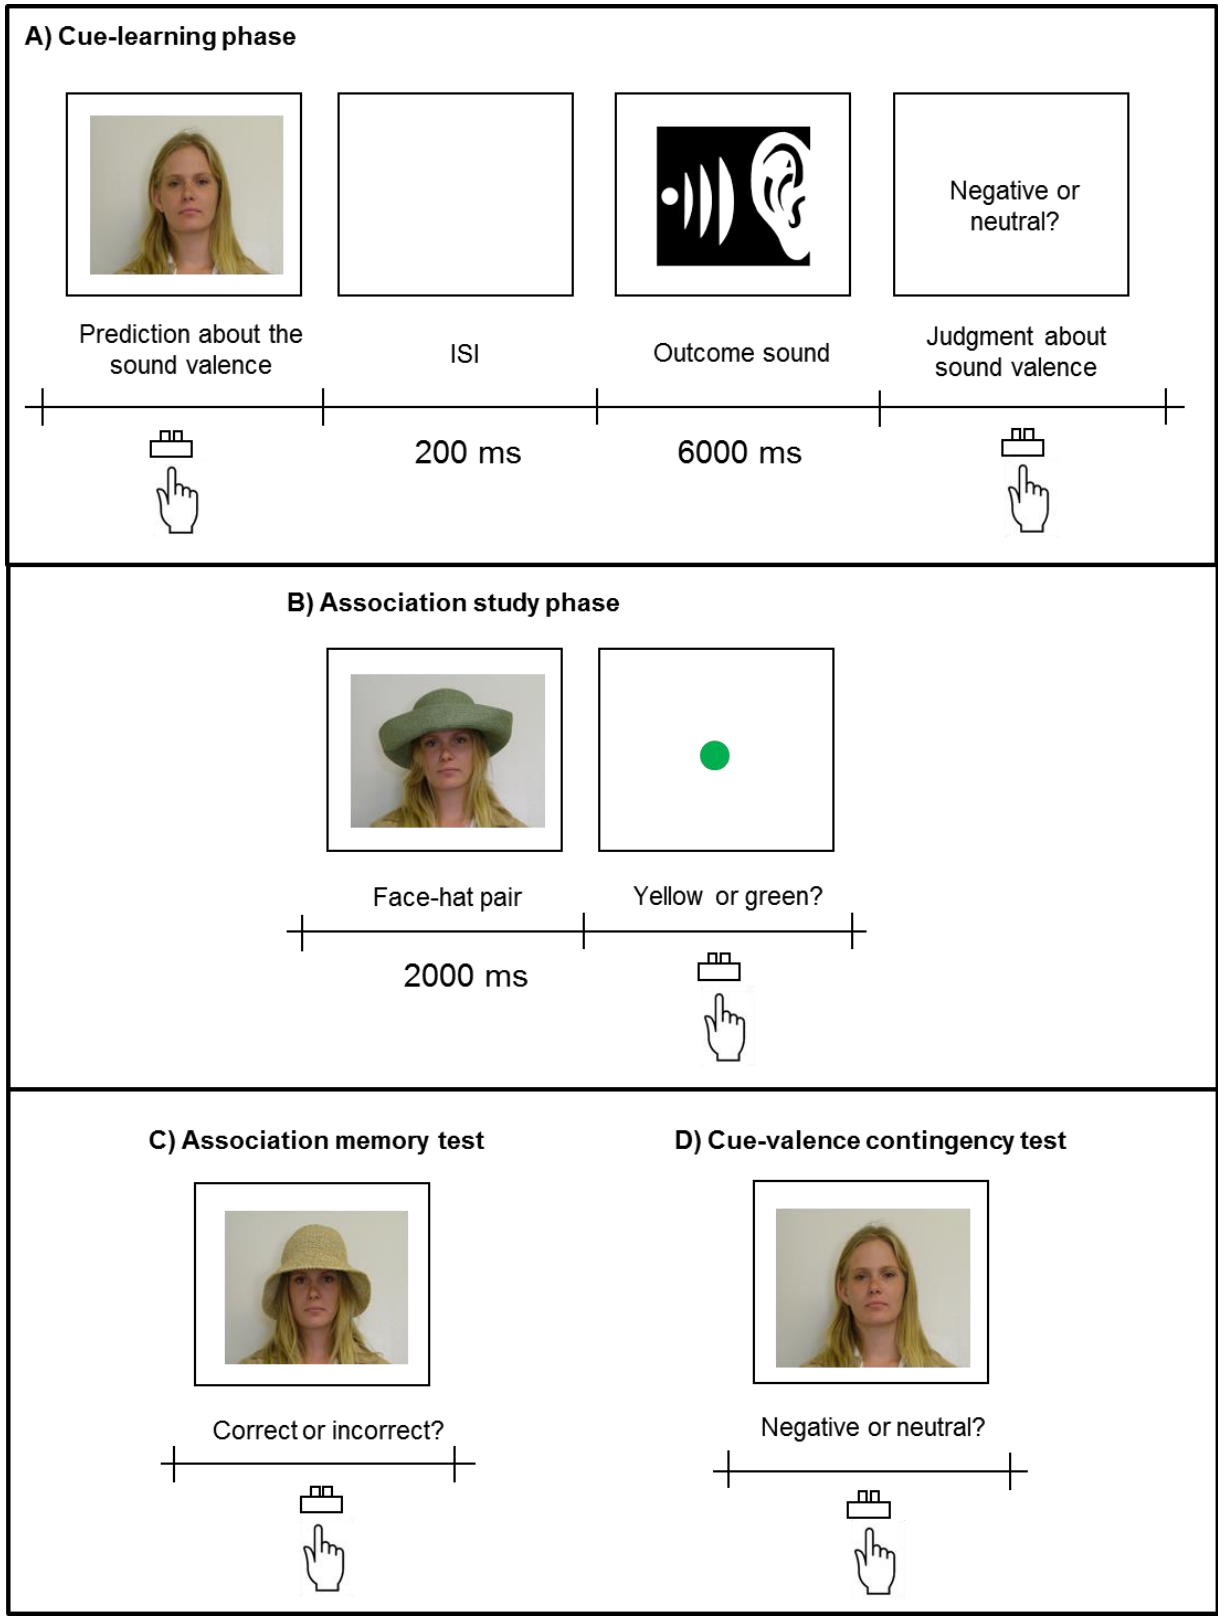 A) Cue-learning phase
Negative or
neutral?
Prediction about the
sound valence
ISI
Outcome sound
Judgment about
sound valence
200 ms
6000 ms
B) Association study phase
Face-hat pair
Yellow or green?
2000 ms
C) Association memory test
D) Cue-valence contingency test
Correct or incorrect?
Negative or neutral?